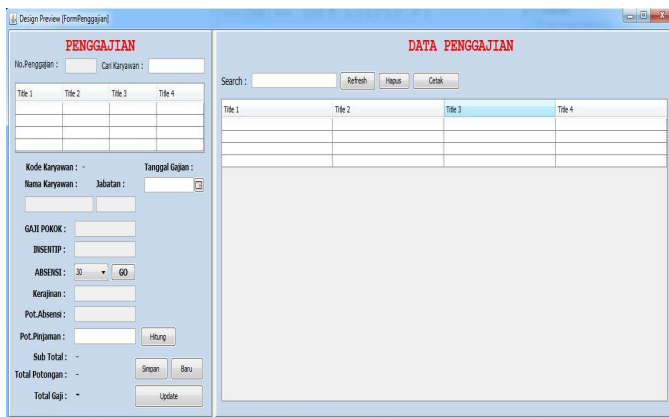 Design Preview [FormPenggajian]
PENGGAJIAN
No.Penggajian : Cari Karyawan :
Title 1 Title 2 Title 3 Title 4
Kode Karyawan : - Tanggal Gajian :
Nama Karyawan : Jabatan :
GAJI POKOK :
INSENTIP :
ABSENSI : 30 GO
Kerajinan :
Pot.Absensi :
Pot.Pinjaman : Hitung
Sub Total : -
Total Potongan : - Simpan Baru
Total Gaji : - Update
DATA PENGGAJIAN
Search : Refresh Hapus Cetak
Title 1 Title 2 Title 3 Title 4